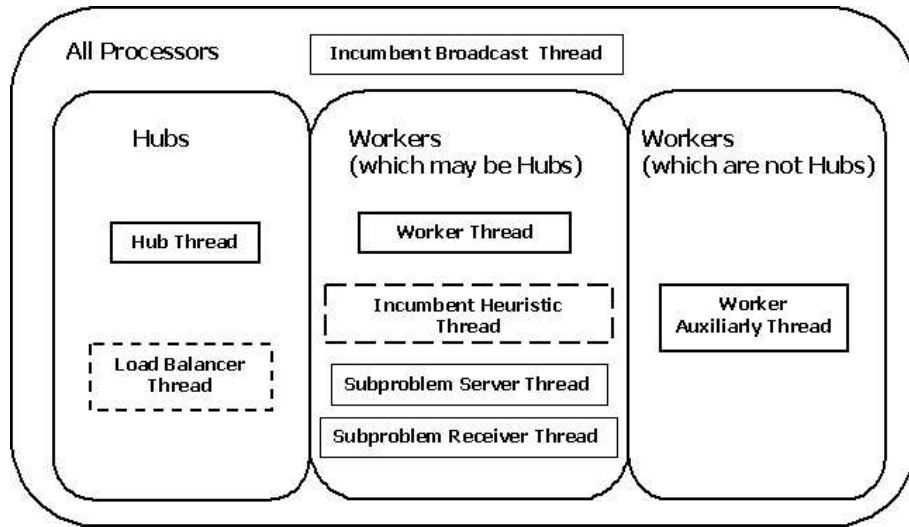 All Processors
Incumbent Broadcast Thread
Hubs
Hub Thread
Load Balancer
Thread
Workers
(which may be Hubs)
Worker Thread
Incumbent Heuristic
Thread
Subproblem Server Thread
Subproblem Receiver Thread
Workers
(which are not Hubs)
Worker
Auxiliarly Thread